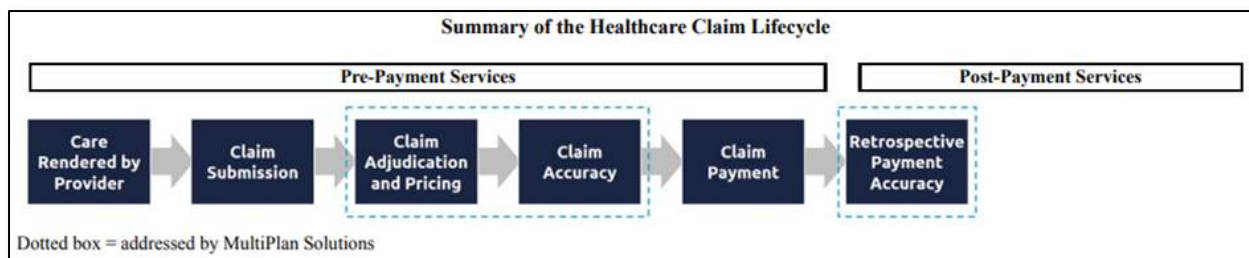 Summary of the Healthcare Claim Lifecycle
Pre-Payment Services
Post-Payment Services
Care
Rendered by
Provider
Claim
Submission
Claim
Adjudication
and Pricing
Claim
Accuracy
Claim
Payment
Retrospective
Payment
Accuracy
Dotted box = addressed by MultiPlan Solutions